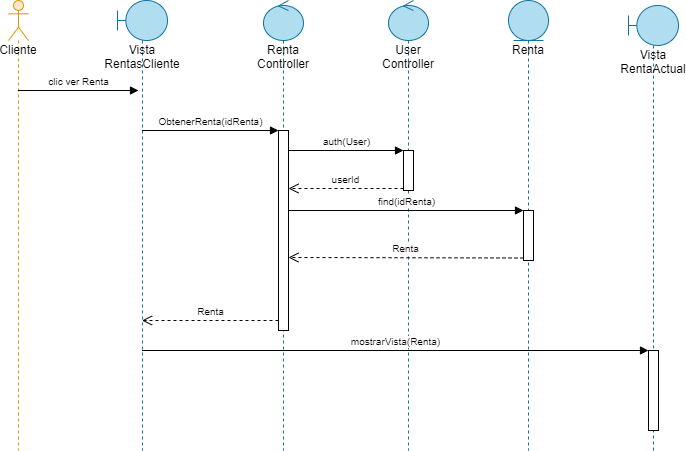 Cliente
Vista
RentasCliente
Renta
Controller
User
Controller
Renta
Vista
RentaActual
clic ver Renta
ObtenerRenta(idRenta)
auth(User)
userId
find(idRenta)
Renta
Renta
mostrarVista(Renta)